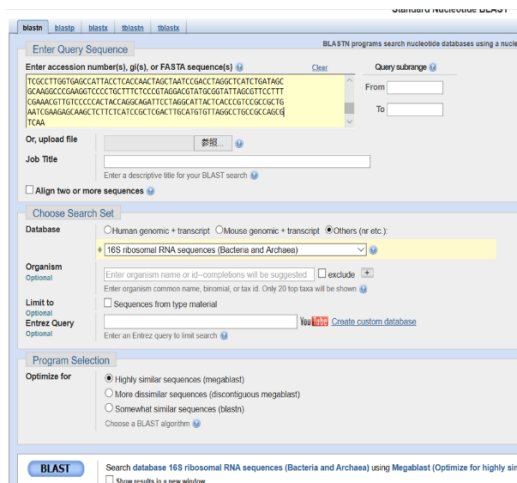 Standard Nucleotide BLAST
blastn blastp blastx tblastn tblastx
BLASTN programs search nucleotide databases using a nucle
Enter Query Sequence
Enter accession number(s), gi(s), or FASTA sequence(s) Clear Query subrange
TCGCCTTGGTGAGCCATTACCTCACCAACTAGCTAATCCGACCTAGGCTCATCTGATAGC
GCAAGGCCCGAAGGTCCCCTGCTTTCTCCCGTAGGACGTATGCGGTATTAGCGTTCCTTT
CGAAACGTTGTCCCCCACTACCAGGCAGATTCCTAGGCATTACTCACCCGTCCGCCGCTG
AATCGAAGAGCAAGCTCTTCTCATCCGCTCGACTTGCATGTGTTAGGCCTGCCGCCAGCG
TCAA
From
To
Or, upload file 参照...
Job Title
Enter a descriptive title for your BLAST search
Align two or more sequences
Choose Search Set
Database Human genomic + transcript Mouse genomic + transcript Others (nr etc.):
16S ribosomal RNA sequences (Bacteria and Archaea)
Organism
Optional
Enter organism name or id--completions will be suggested exclude +
Enter organism common name, binomial, or tax id. Only 20 top taxa will be shown
Limit to
Optional
Sequences from type material
Entrez Query
Optional
YouTube Create custom database
Enter an Entrez query to limit search
Program Selection
Optimize for Highly similar sequences (megablast)
More dissimilar sequences (discontiguous megablast)
Somewhat similar sequences (blastn)
Choose a BLAST algorithm
BLAST Search database 16S ribosomal RNA sequences (Bacteria and Archaea) using Megablast (Optimize for highly sim
Show results in a new window